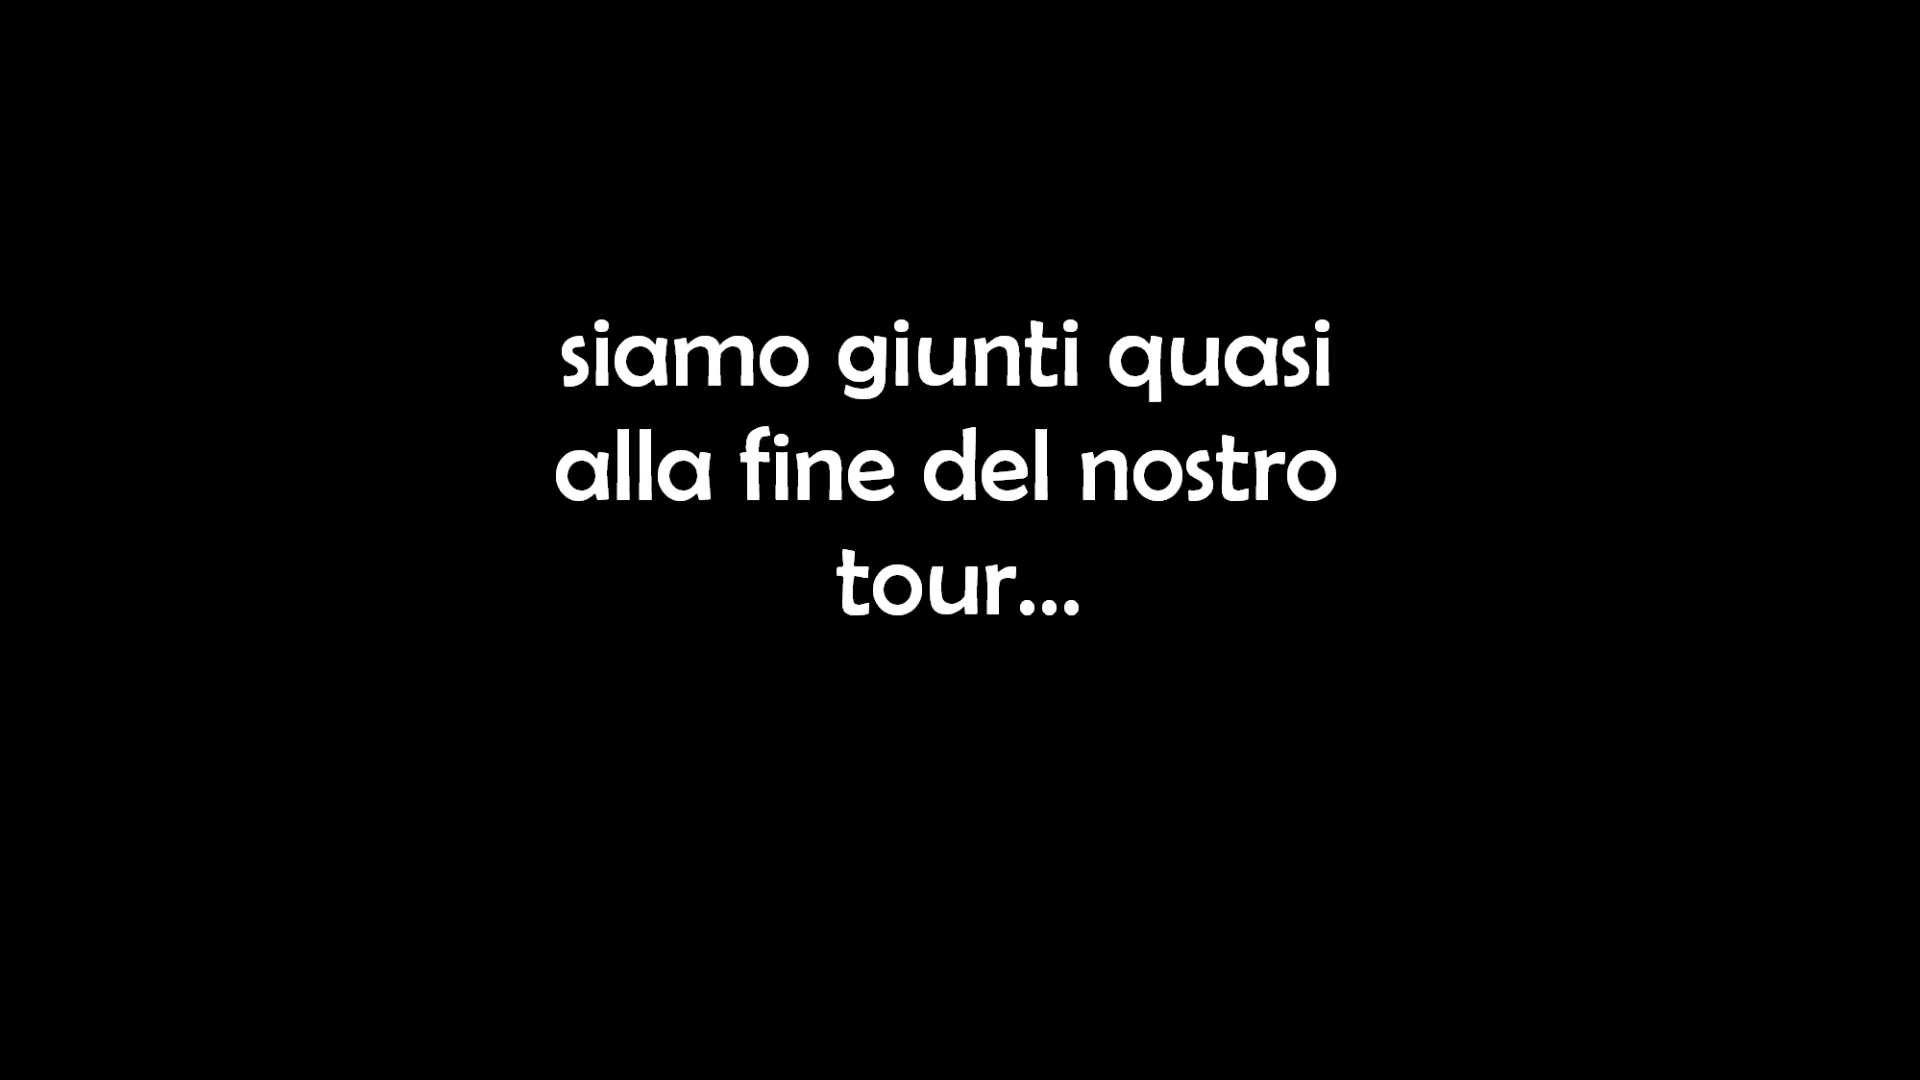 siamo giunti quasi
alla fine del nostro
tour...